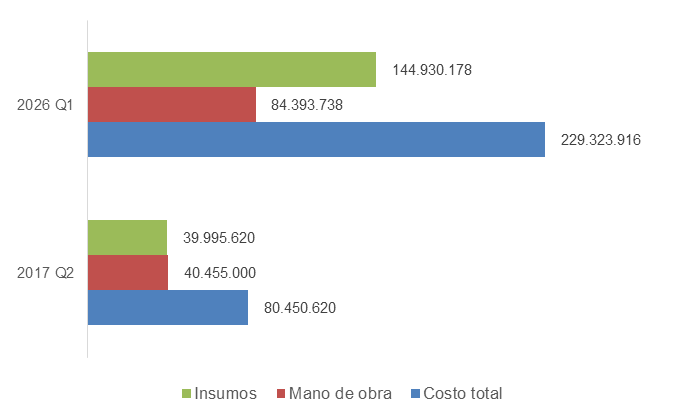 144.930.178
2026 Q1
84.393.738
229.323.916
39.995.620
2017 Q2
40.455.000
80.450.620
Insumos
Mano de obra
Costo total